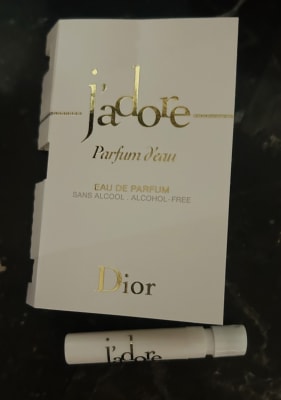 j'adore
Parfum d'eau
EAU DE PARFUM
SANS ALCOOL . ALCOHOL-FREE
Dior
j'adore